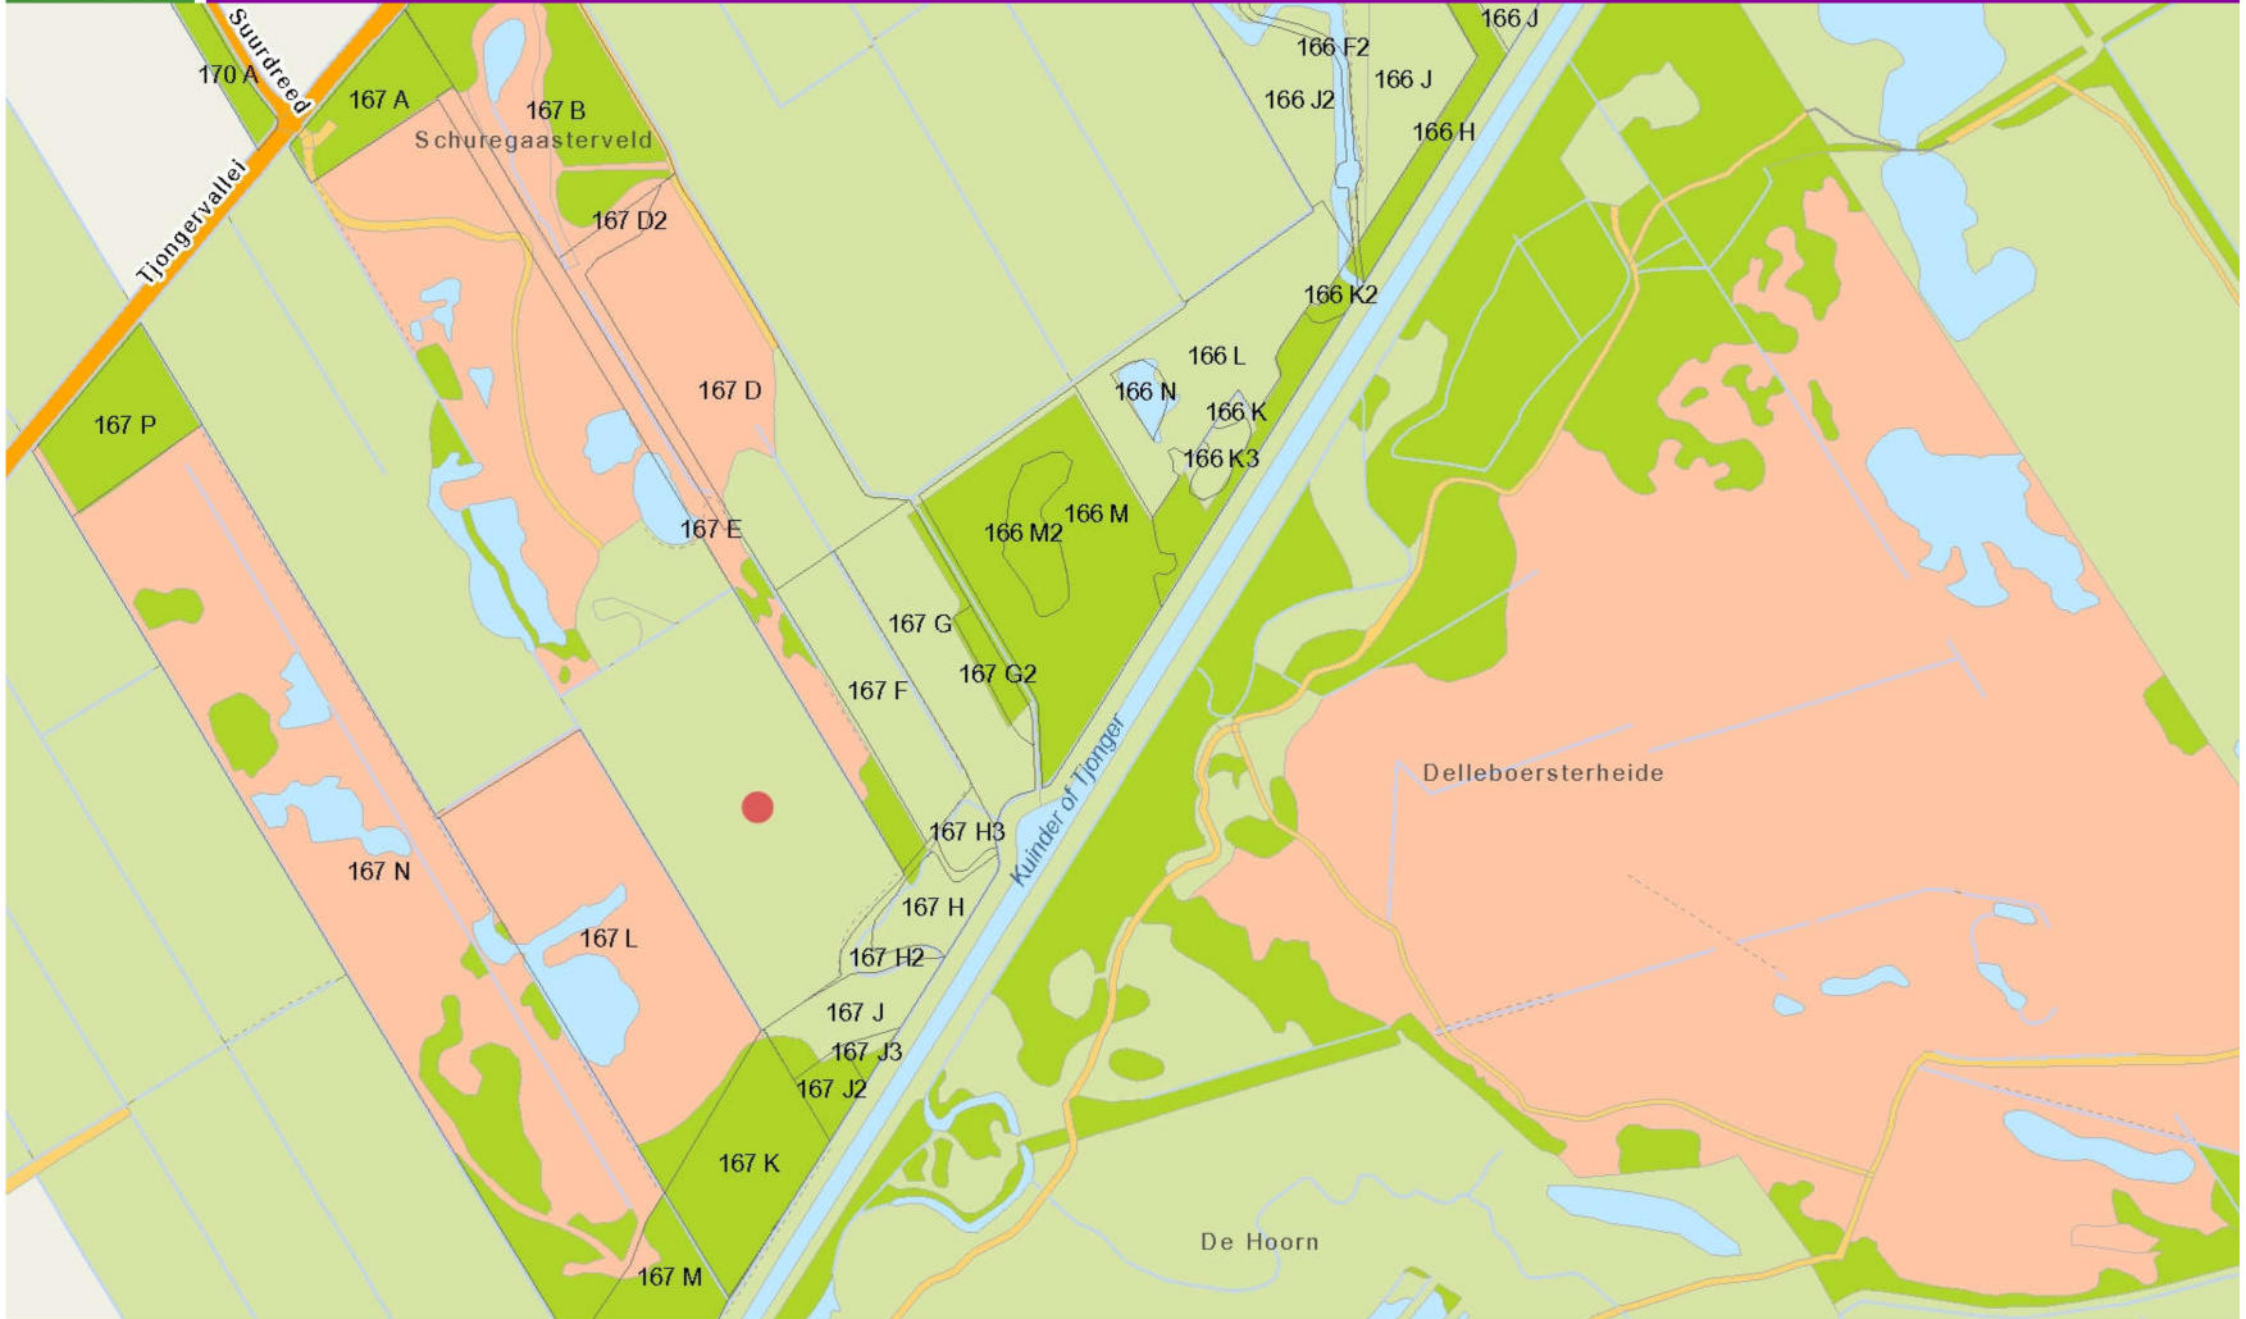 Suurdreed
166 J
166 F2
170 A
166 J
167 A
166 J2
167 B
166 H
Schuregaasterveld
Tjongervallei
167 D2
166 K2
166 L
167 D
166 N
166 K
167 P
166 K3
166 M
167 E
166 M2
167 G
167 G2
167 F
Kuinder of Tjonger
Delleboersterheide
167 H3
167 N
167 H
167 L
167 H2
167 J
167 J3
167 J2
167 K
De Hoorn
167 M